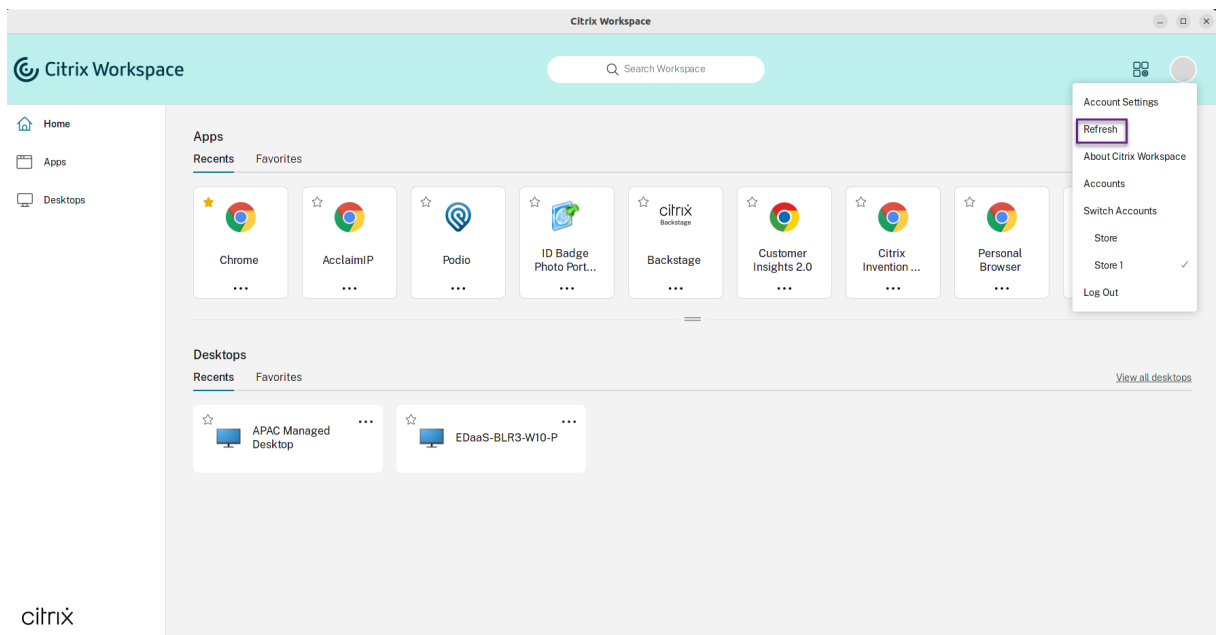 Citrix Workspace
Citrix Workspace
Search Workspace
Account Settings
Refresh
About Citrix Workspace
Accounts
Switch Accounts
Store
Store 1
Log Out
Home
Apps
Desktops
Apps
Recents Favorites
Chrome
AcclaimIP
Podio
ID Badge
Photo Port...
citrix
Backstage
Backstage
Customer
Insights 2.0
Citrix
Invention ...
Personal
Browser
Desktops
Recents Favorites
View all desktops
APAC Managed
Desktop
EDaaS-BLR3-W10-P
citrix